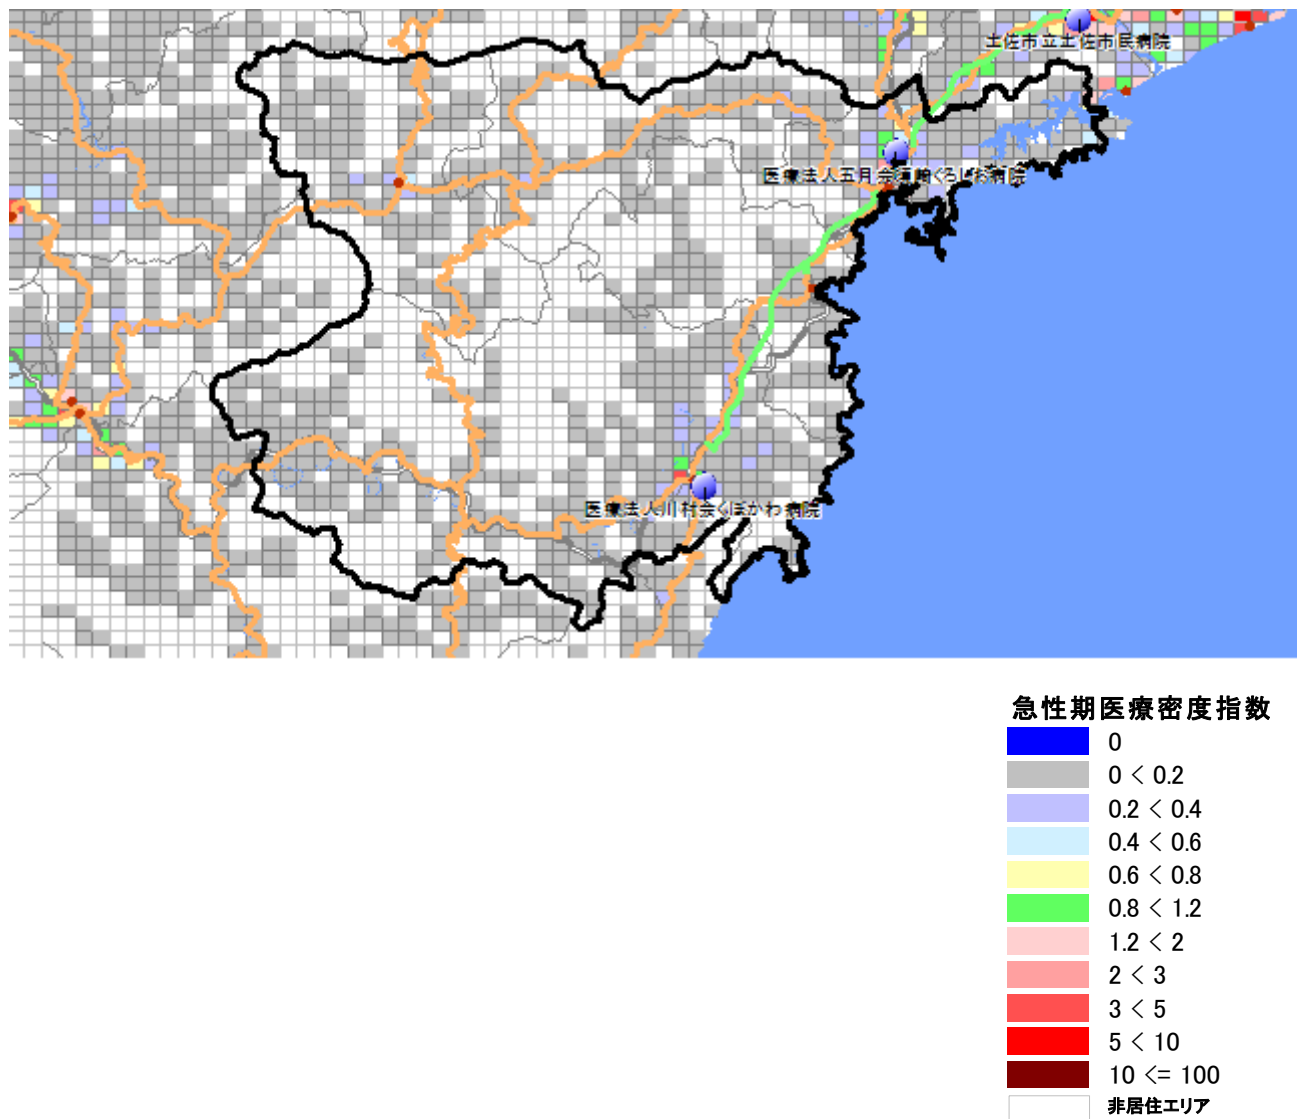 土佐市立土佐市民病院
医療法人五月会須崎くろしお病院
医療法人川村会くぼかわ病院
急性期医療密度指数
0
0 < 0.2
0.2 < 0.4
0.4 < 0.6
0.6 < 0.8
0.8 < 1.2
1.2 < 2
2 < 3
3 < 5
5 < 10
10 <= 100
非居住エリア